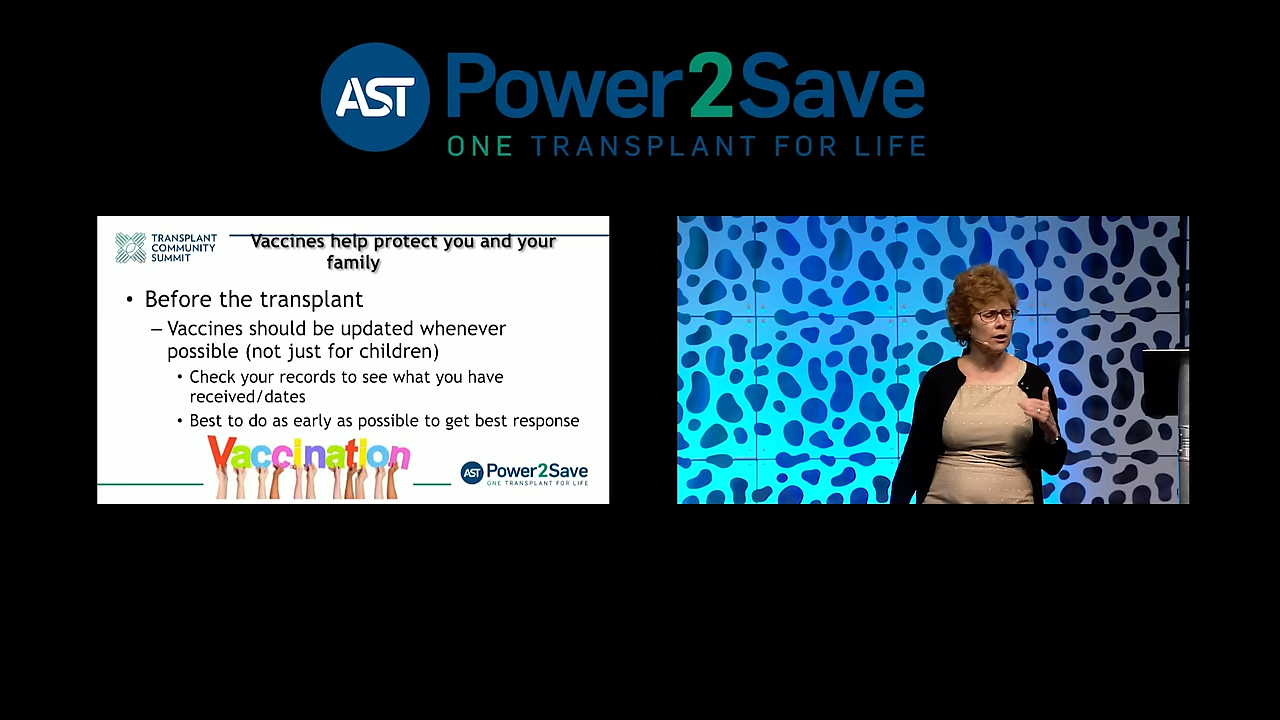 AST Power2Save
ONE TRANSPLANT FOR LIFE
TRANSPLANT
COMMUNITY
SUMMIT
Vaccines help protect you and your
family
• Before the transplant
– Vaccines should be updated whenever
possible (not just for children)
• Check your records to see what you have
received/dates
• Best to do as early as possible to get best response
Vaccination
AST Power2Save
ONE TRANSPLANT FOR LIFE